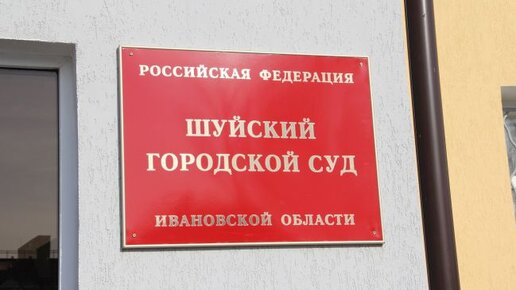 РОССИЙСКАЯ ФЕДЕРАЦИЯ
ШУЙСКИЙ
ГОРОДСКОЙ СУД
ИВАНОВСКОЙ ОБЛАСТИ